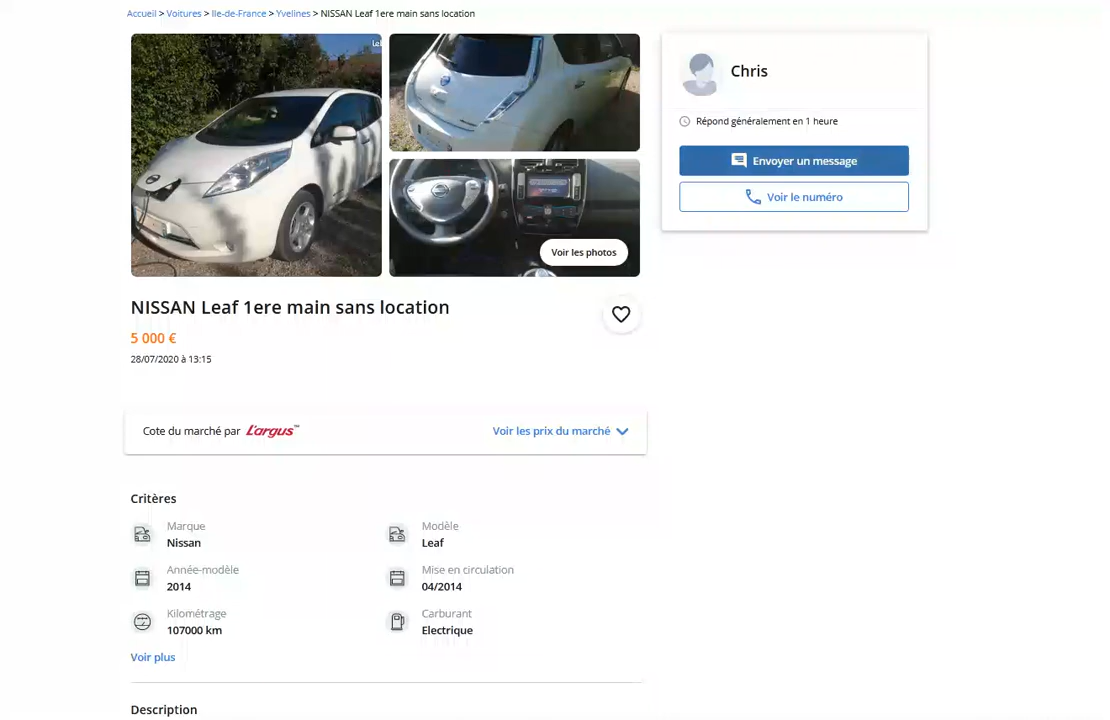 Accueil > Voitures > Ile-de-France > Yvelines > NISSAN Leaf 1ere main sans location
Voir les photos
Chris
Répond généralement en 1 heure
Envoyer un message
Voir le numéro
NISSAN Leaf 1ere main sans location
5 000 €
28/07/2020 à 13:15
Cote du marché par L'argus™
Voir les prix du marché
Critères
Marque
Nissan
Modèle
Leaf
Année-modèle
2014
Mise en circulation
04/2014
Kilométrage
107000 km
Carburant
Electrique
Voir plus
Description